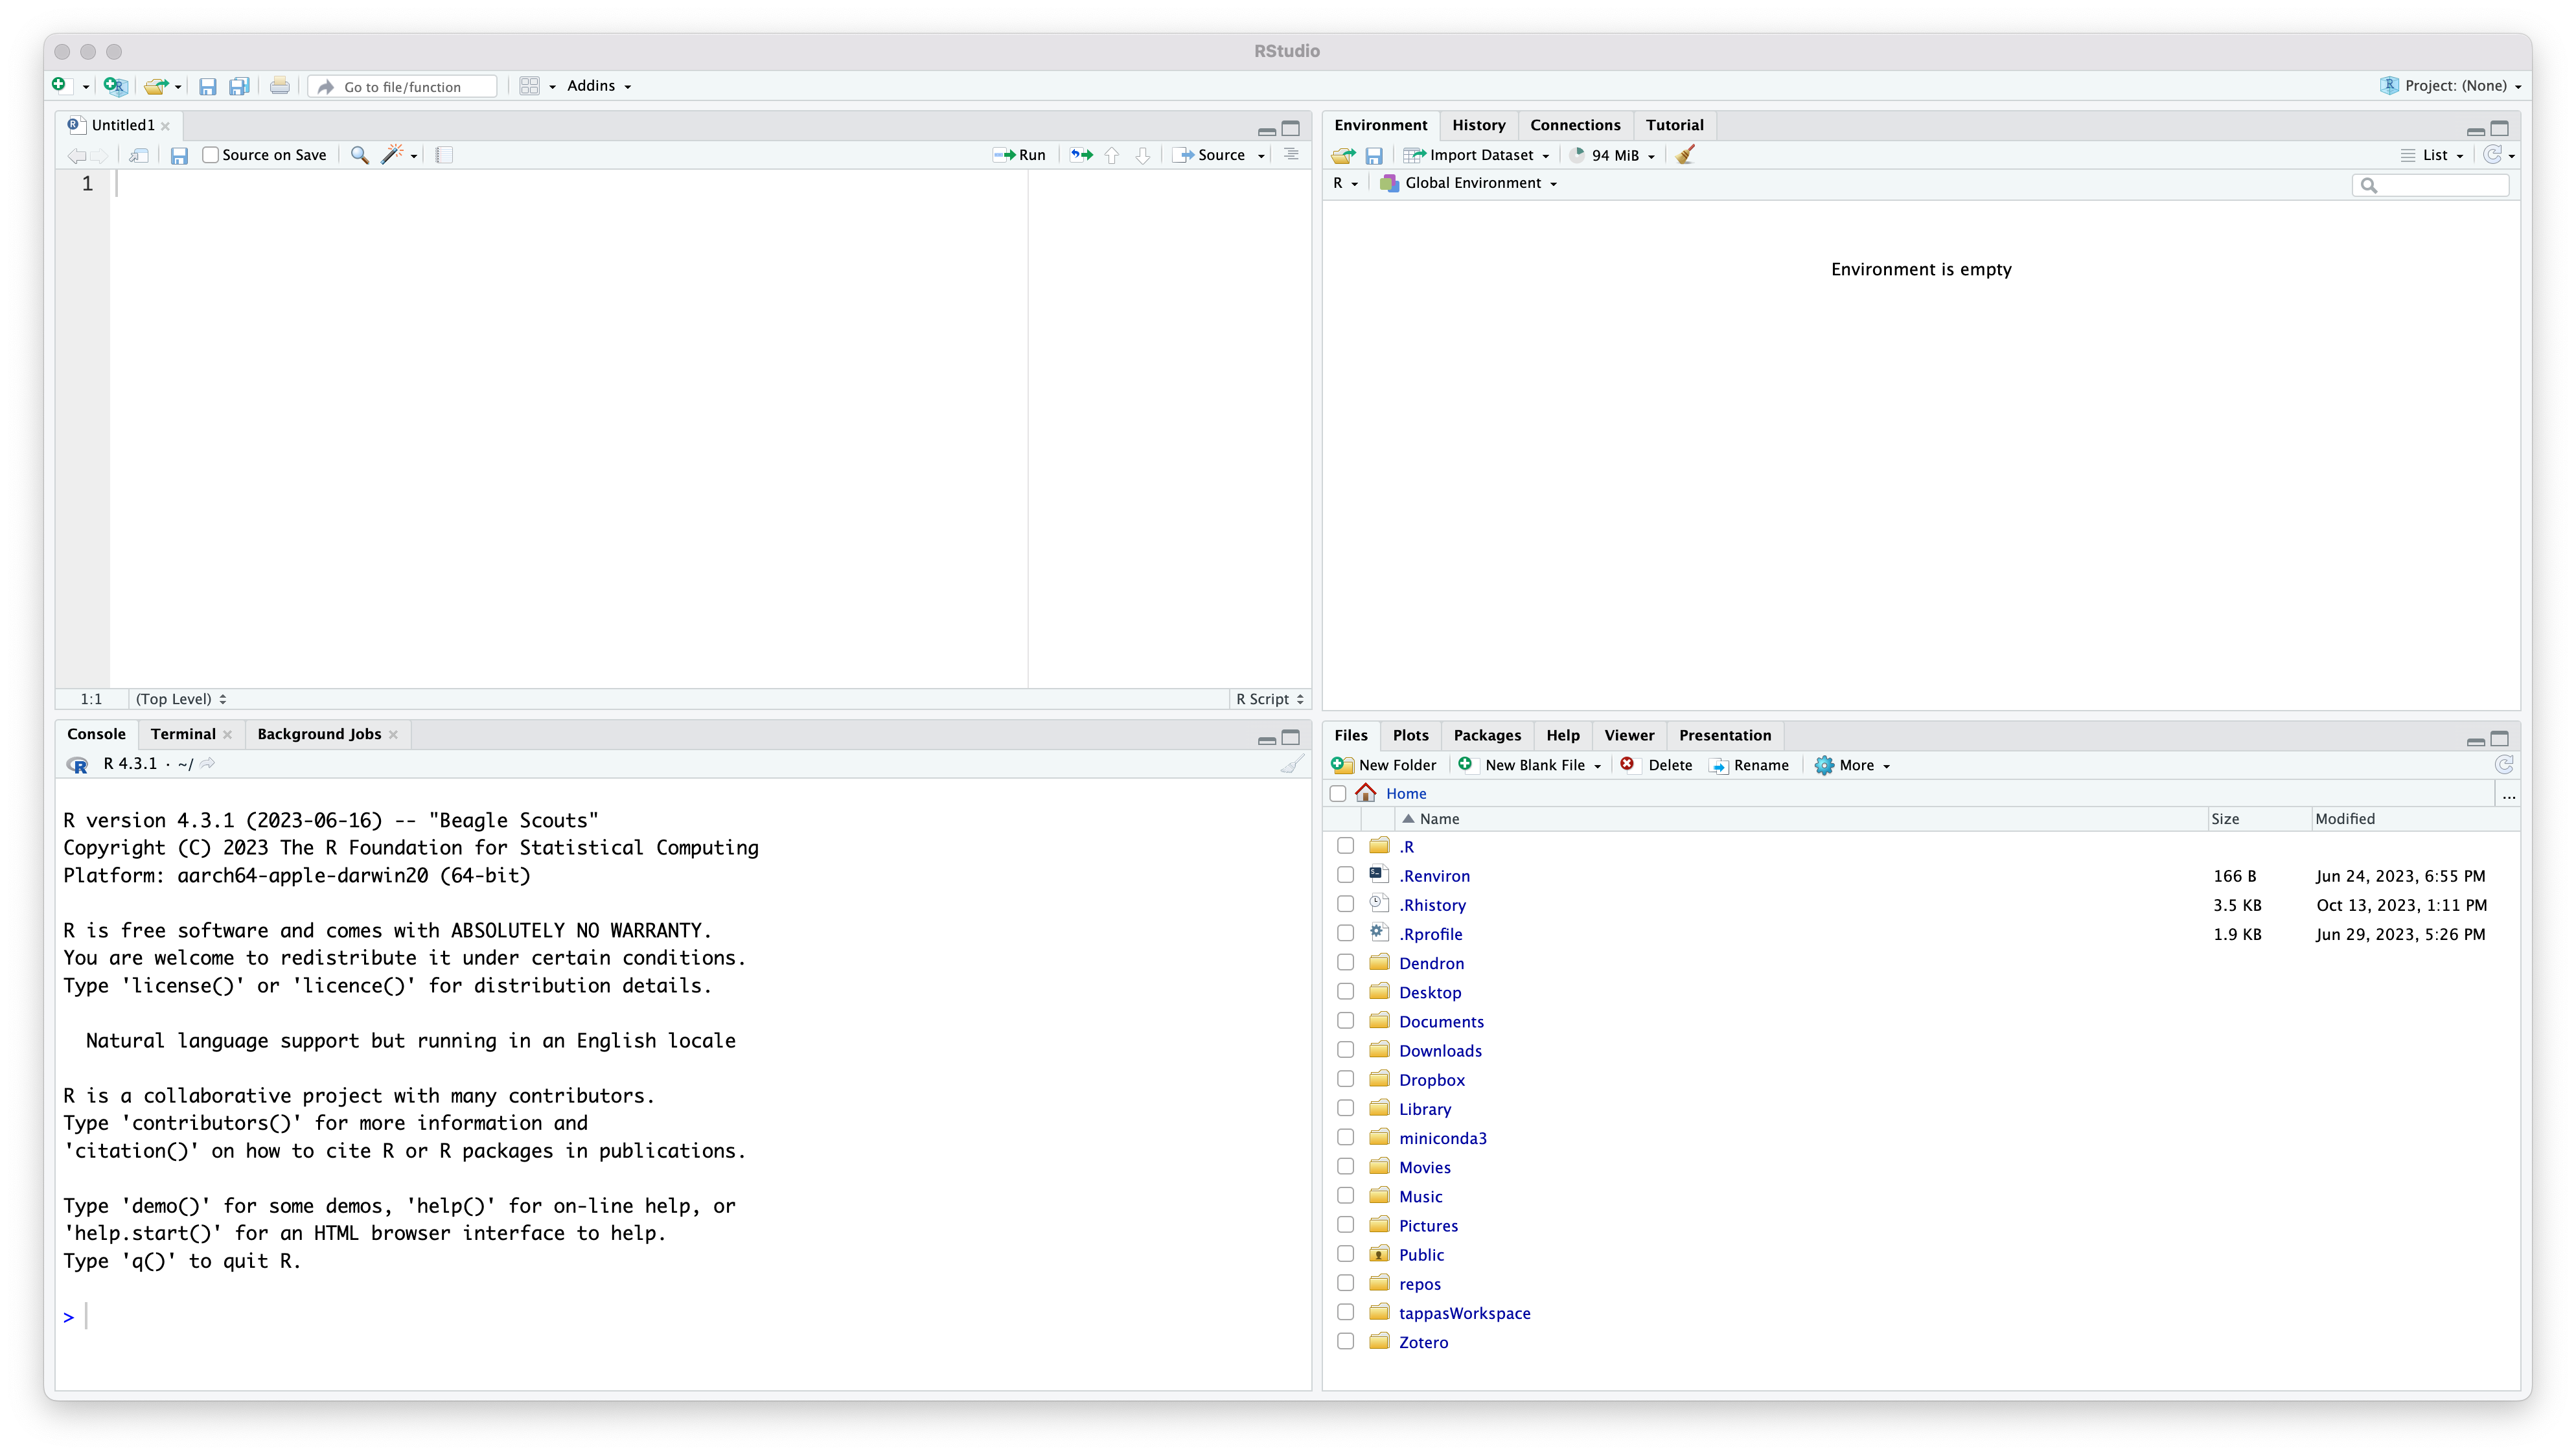 RStudio
Go to file/function
Addins
Project: (None)
Untitled1
Source on Save
Run
Source
1
1:1 (Top Level)
R Script
Console Terminal Background Jobs
R 4.3.1 · ~/
R version 4.3.1 (2023-06-16) -- "Beagle Scouts"
Copyright (C) 2023 The R Foundation for Statistical Computing
Platform: aarch64-apple-darwin20 (64-bit)
R is free software and comes with ABSOLUTELY NO WARRANTY.
You are welcome to redistribute it under certain conditions.
Type 'license()' or 'licence()' for distribution details.
Natural language support but running in an English locale
R is a collaborative project with many contributors.
Type 'contributors()' for more information and
'citation()' on how to cite R or R packages in publications.
Type 'demo()' for some demos, 'help()' for on-line help, or
'help.start()' for an HTML browser interface to help.
Type 'q()' to quit R.
>
Environment History Connections Tutorial
Import Dataset 94 MiB List
R Global Environment
Environment is empty
Files Plots Packages Help Viewer Presentation
New Folder New Blank File Delete Rename More
Home ...
Name Size Modified
.R
.Renviron 166 B Jun 24, 2023, 6:55 PM
.Rhistory 3.5 KB Oct 13, 2023, 1:11 PM
.Rprofile 1.9 KB Jun 29, 2023, 5:26 PM
Dendron
Desktop
Documents
Downloads
Dropbox
Library
miniconda3
Movies
Music
Pictures
Public
repos
tappasWorkspace
Zotero